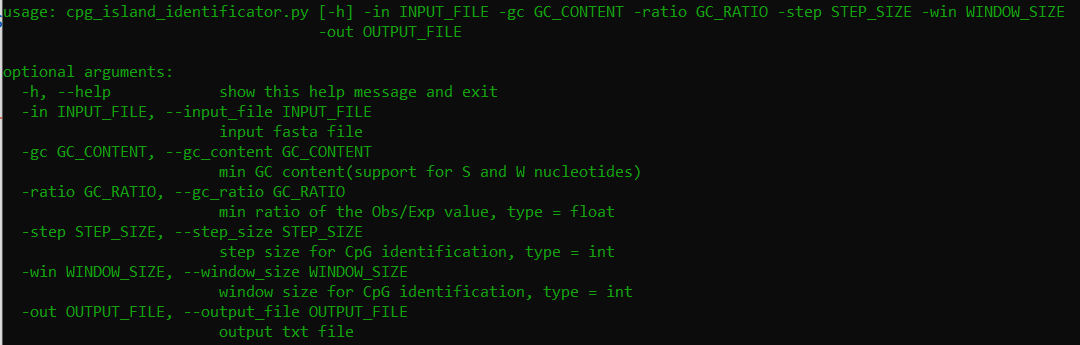 usage: cpg_island_identificator.py [-h] -in INPUT_FILE -gc GC_CONTENT -ratio GC_RATIO -step STEP_SIZE -win WINDOW_SIZE
-out OUTPUT_FILE
optional arguments:
-h, --help show this help message and exit
-in INPUT_FILE, --input_file INPUT_FILE
input fasta file
-gc GC_CONTENT, --gc_content GC_CONTENT
min GC content(support for S and W nucleotides)
-ratio GC_RATIO, --gc_ratio GC_RATIO
min ratio of the Obs/Exp value, type = float
-step STEP_SIZE, --step_size STEP_SIZE
step size for CpG identification, type = int
-win WINDOW_SIZE, --window_size WINDOW_SIZE
window size for CpG identification, type = int
-out OUTPUT_FILE, --output_file OUTPUT_FILE
output txt file